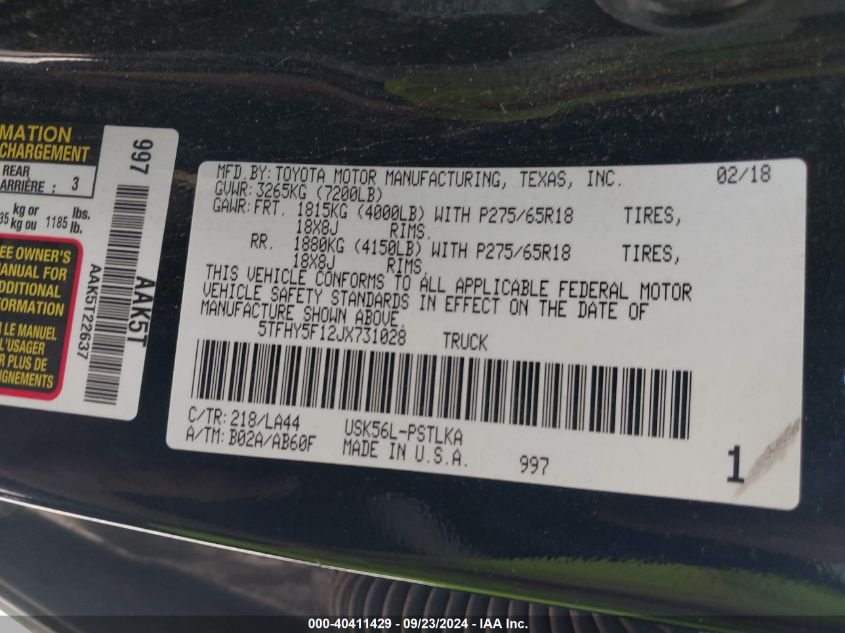 MATION
CHARGEMENT
REAR
ARRIÈRE : 3
kg or lbs.
35 kg ou 1185 lb.
EE OWNER'S
MANUAL FOR
ADDITIONAL
FORMATION
R LE MANUEL
L'USAGER
R PLUS DE
IGNEMENTS
997
AAK5T
AAK5T22637
MFD.BY: TOYOTA MOTOR MANUFACTURING, TEXAS, INC. 02/18
GVWR: 3265KG (7200LB)
GAWR: FRT. 1815KG (4000LB) WITH P275/65R18 TIRES,
18X8J RIMS.
RR. 1880KG (4150LB) WITH P275/65R18 TIRES,
18X8J RIMS.
THIS VEHICLE CONFORMS TO ALL APPLICABLE FEDERAL MOTOR
VEHICLE SAFETY STANDARDS IN EFFECT ON THE DATE OF
MANUFACTURE SHOWN ABOVE.
5TFHY5F12JX731028 TRUCK
C/TR: 218/LA44 USK56L-PSTLKA
A/TM: B02A/AB60F MADE IN U.S.A. 997
1
000-40411429 - 09/23/2024 - IAA Inc.